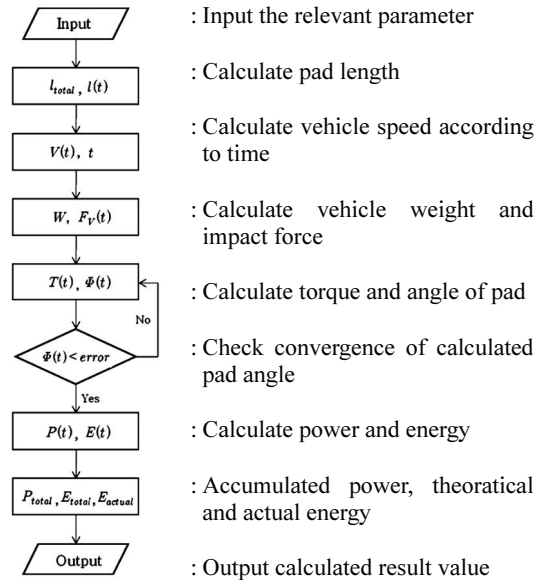 Input
: Input the relevant parameter
l_total , l(t)
: Calculate pad length
V(t), t
: Calculate vehicle speed according
to time
W, F_V(t)
: Calculate vehicle weight and
impact force
T(t), Φ(t)
: Calculate torque and angle of pad
No
Φ(t)<error
: Check convergence of calculated
pad angle
Yes
P(t), E(t)
: Calculate power and energy
P_total, E_total, E_actual
: Accumulated power, theoratical
and actual energy
Output
: Output calculated result value